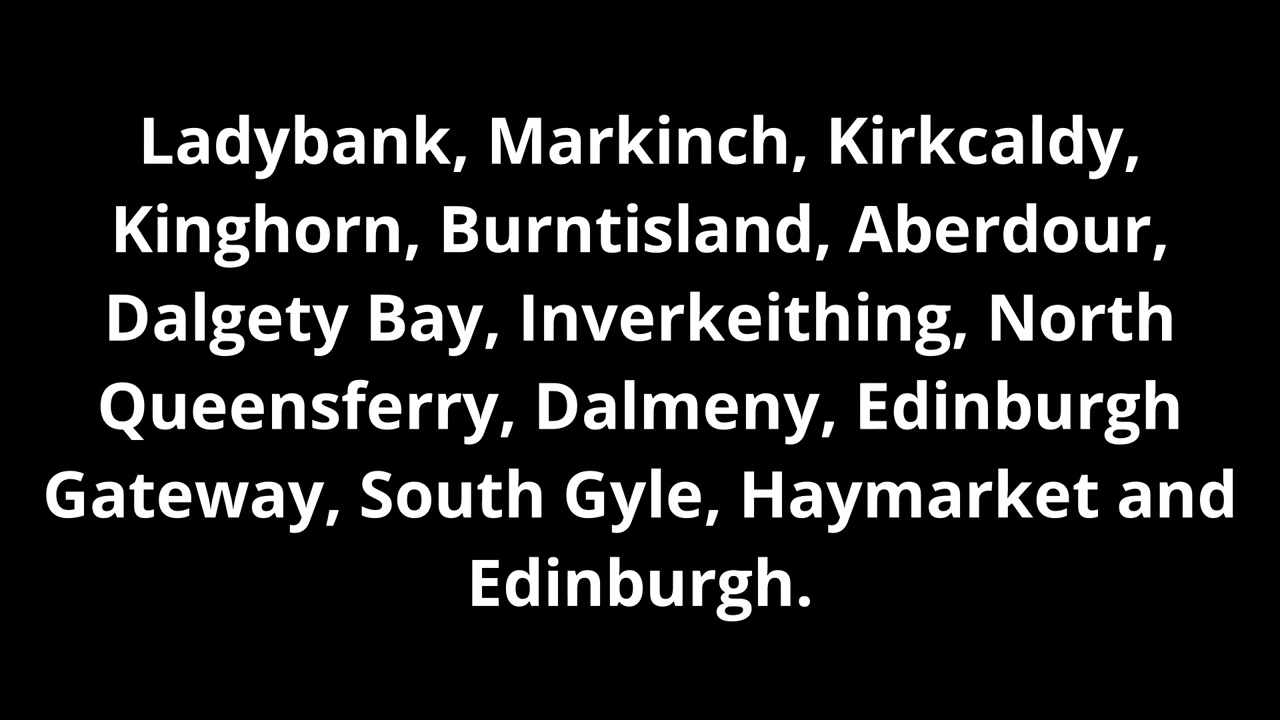 Ladybank, Markinch, Kirkcaldy,
Kinghorn, Burntisland, Aberdour,
Dalgety Bay, Inverkeithing, North
Queensferry, Dalmeny, Edinburgh
Gateway, South Gyle, Haymarket and
Edinburgh.